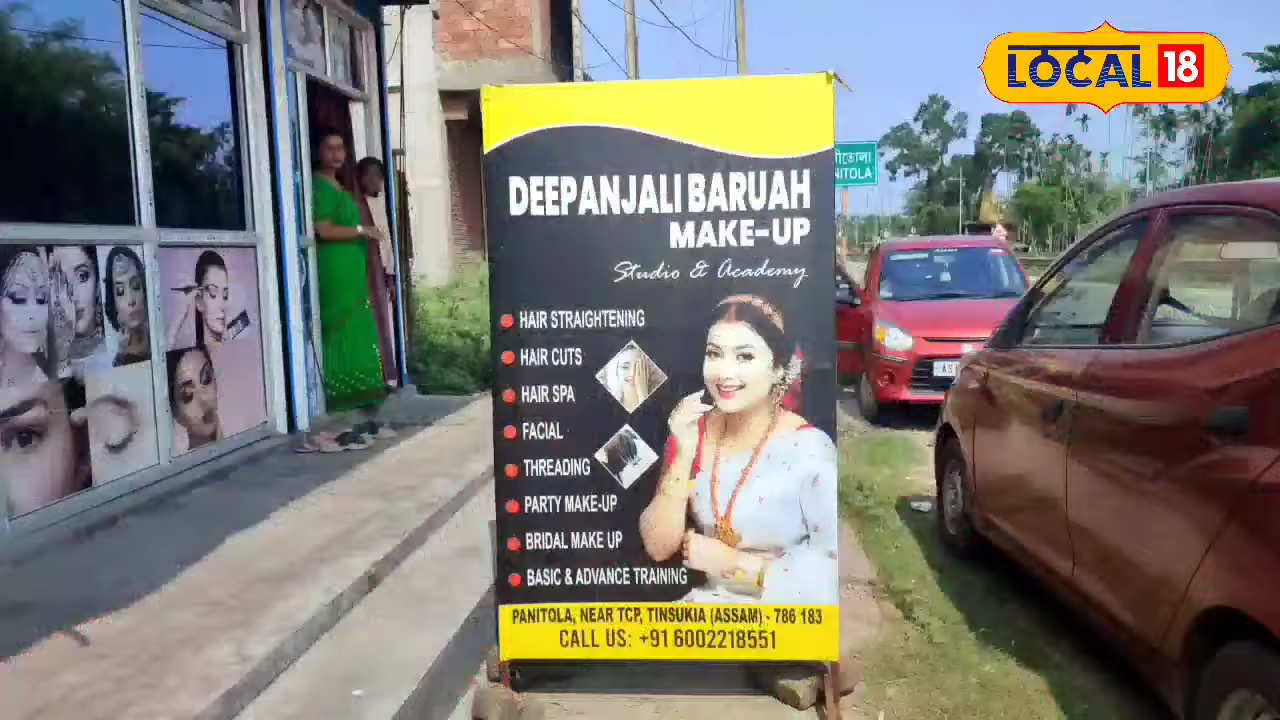 LOCAL 18
তোলা
NITOLA
DEEPANJALI BARUAH
MAKE-UP
Studio & Academy
HAIR STRAIGHTENING
HAIR CUTS
HAIR SPA
FACIAL
THREADING
PARTY MAKE-UP
BRIDAL MAKE UP
BASIC & ADVANCE TRAINING
PANITOLA, NEAR TCP, TINSUKIA (ASSAM) - 786 183
CALL US: +91 6002218551